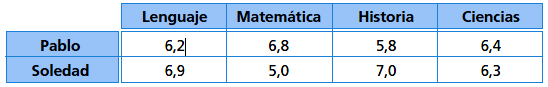 Lenguaje Matemática Historia Ciencias
Pablo 6,2 6,8 5,8 6,4
Soledad 6,9 5,0 7,0 6,3